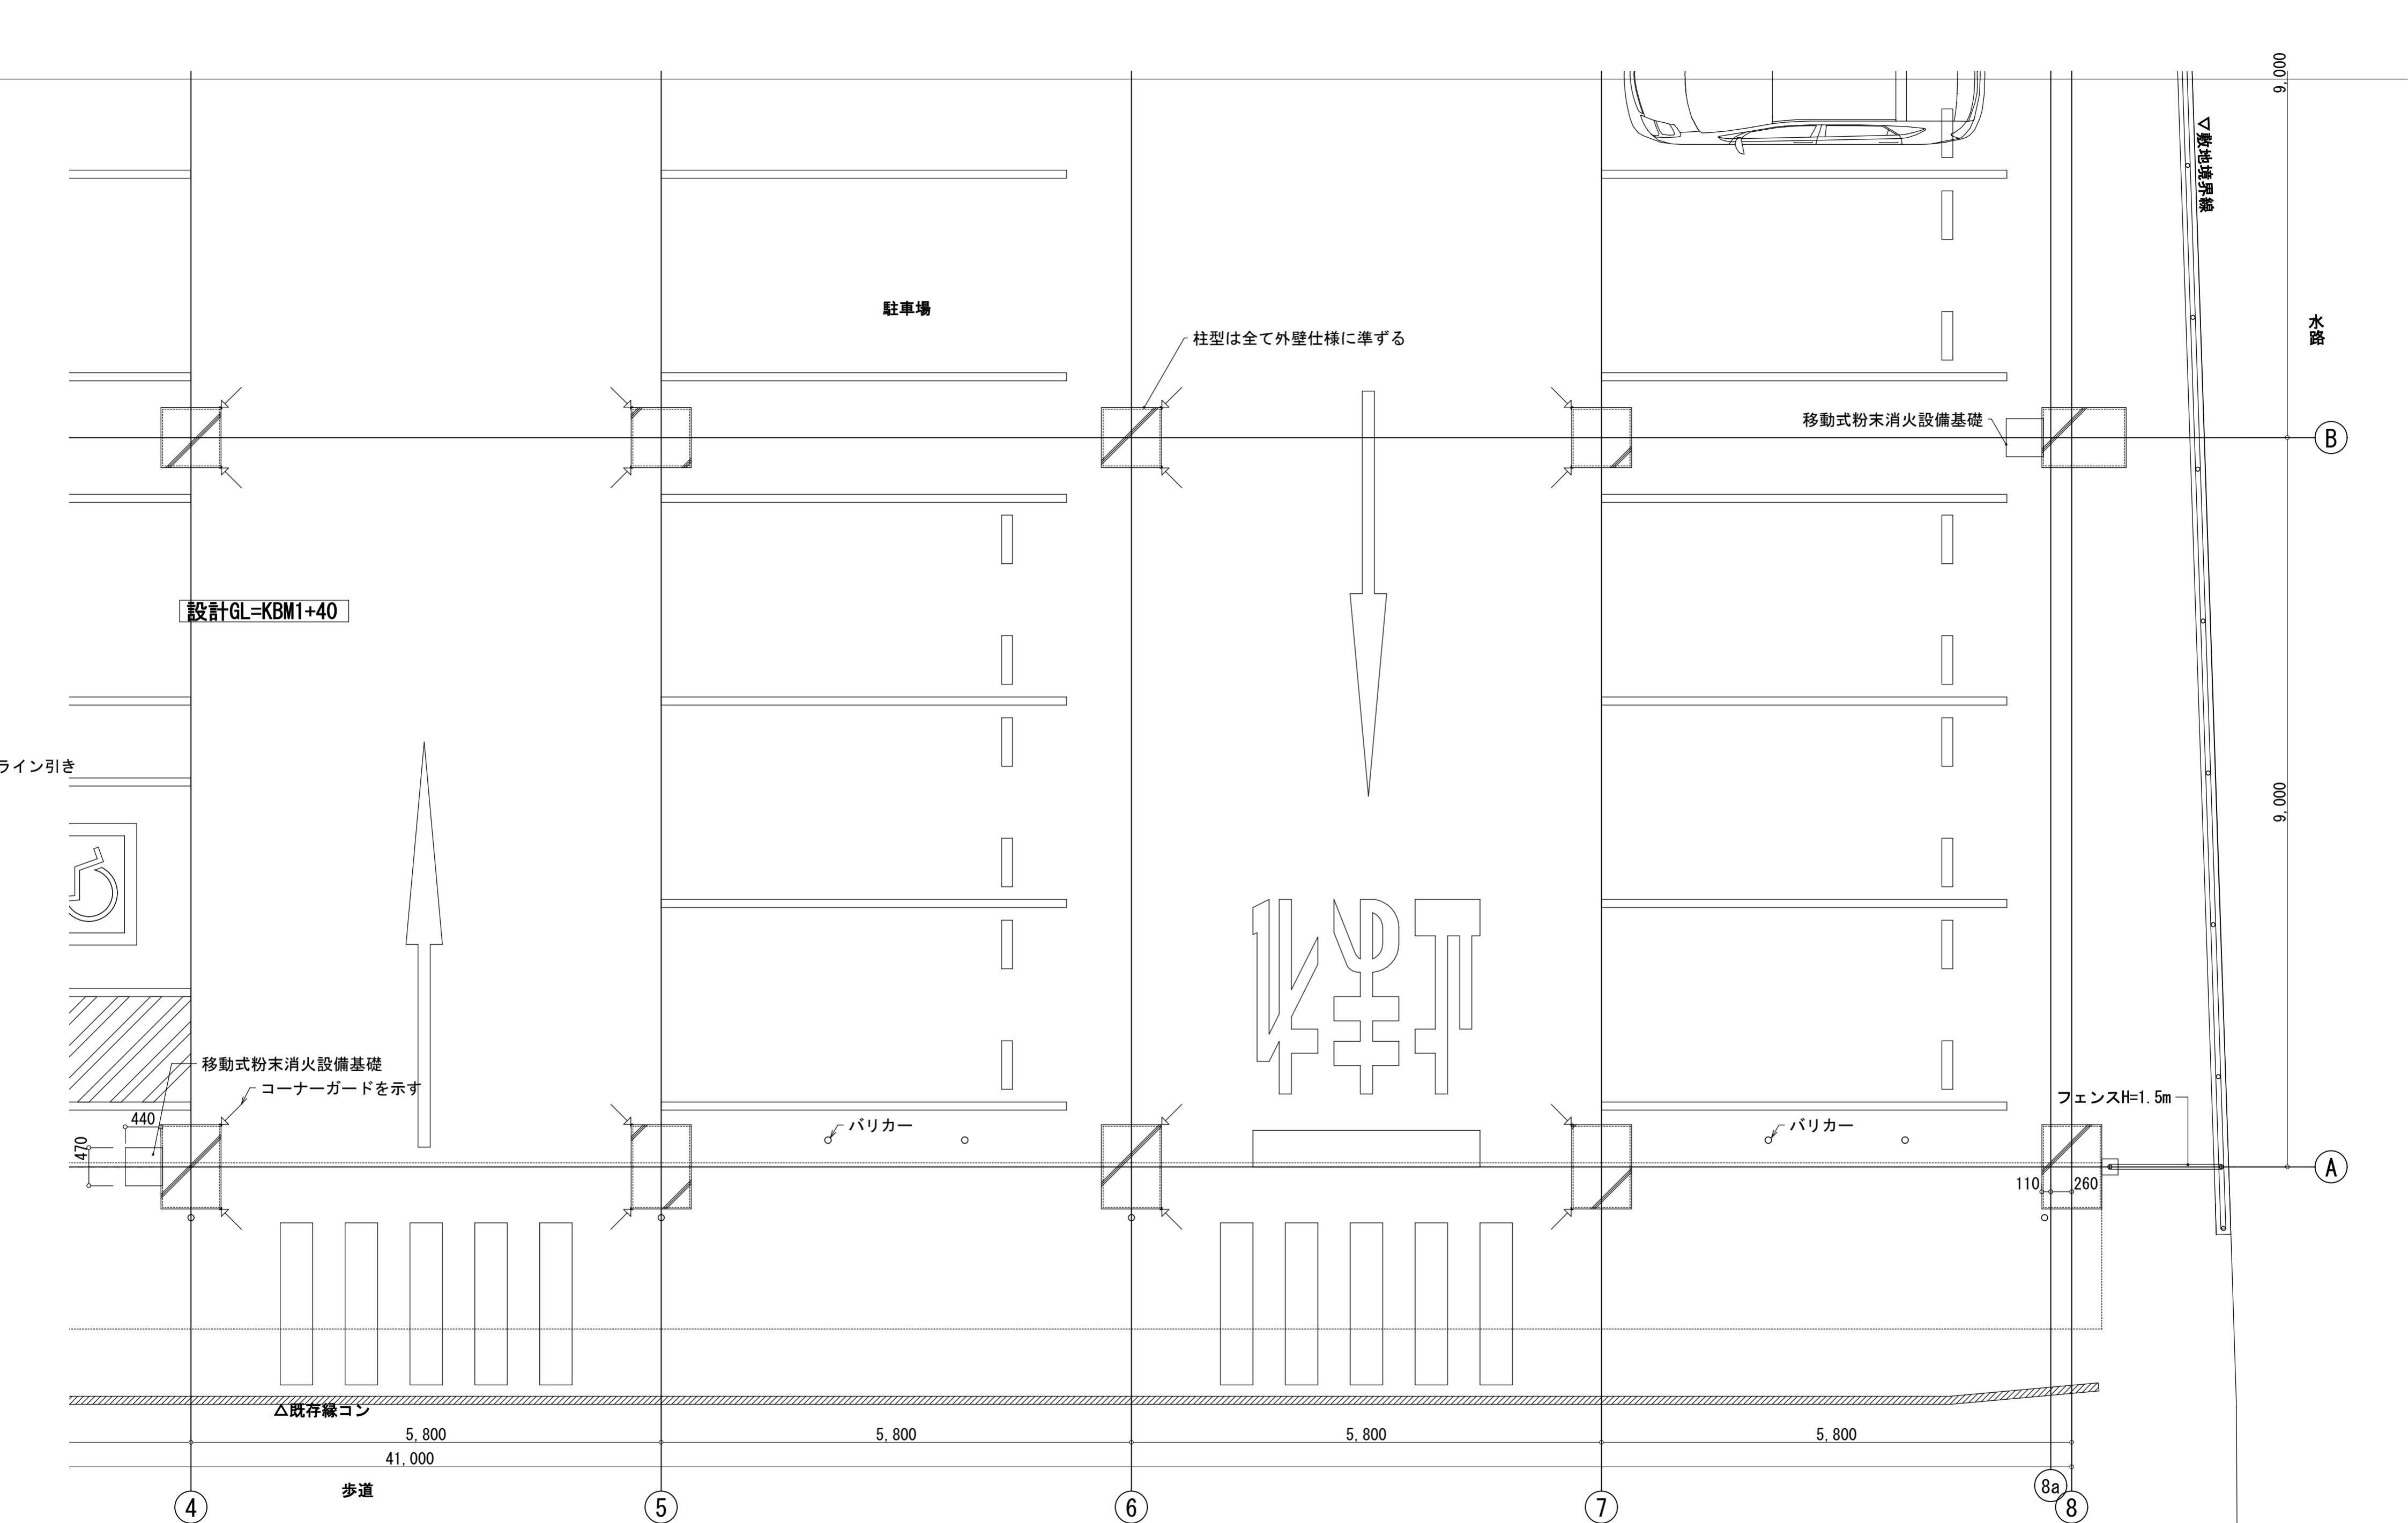 9,000
▽敷地境界線
水路
駐車場
柱型は全て外壁仕様に準ずる
移動式粉末消火設備基礎
B
設計GL=KBM1+40
ライン引き
9,000
移動式粉末消火設備基礎
コーナーガードを示す
440
470
バリカー
バリカー
フェンスH=1.5m
A
110
260
△既存縁コン
5,800
5,800
5,800
5,800
41,000
歩道
4
5
6
7
8a
8